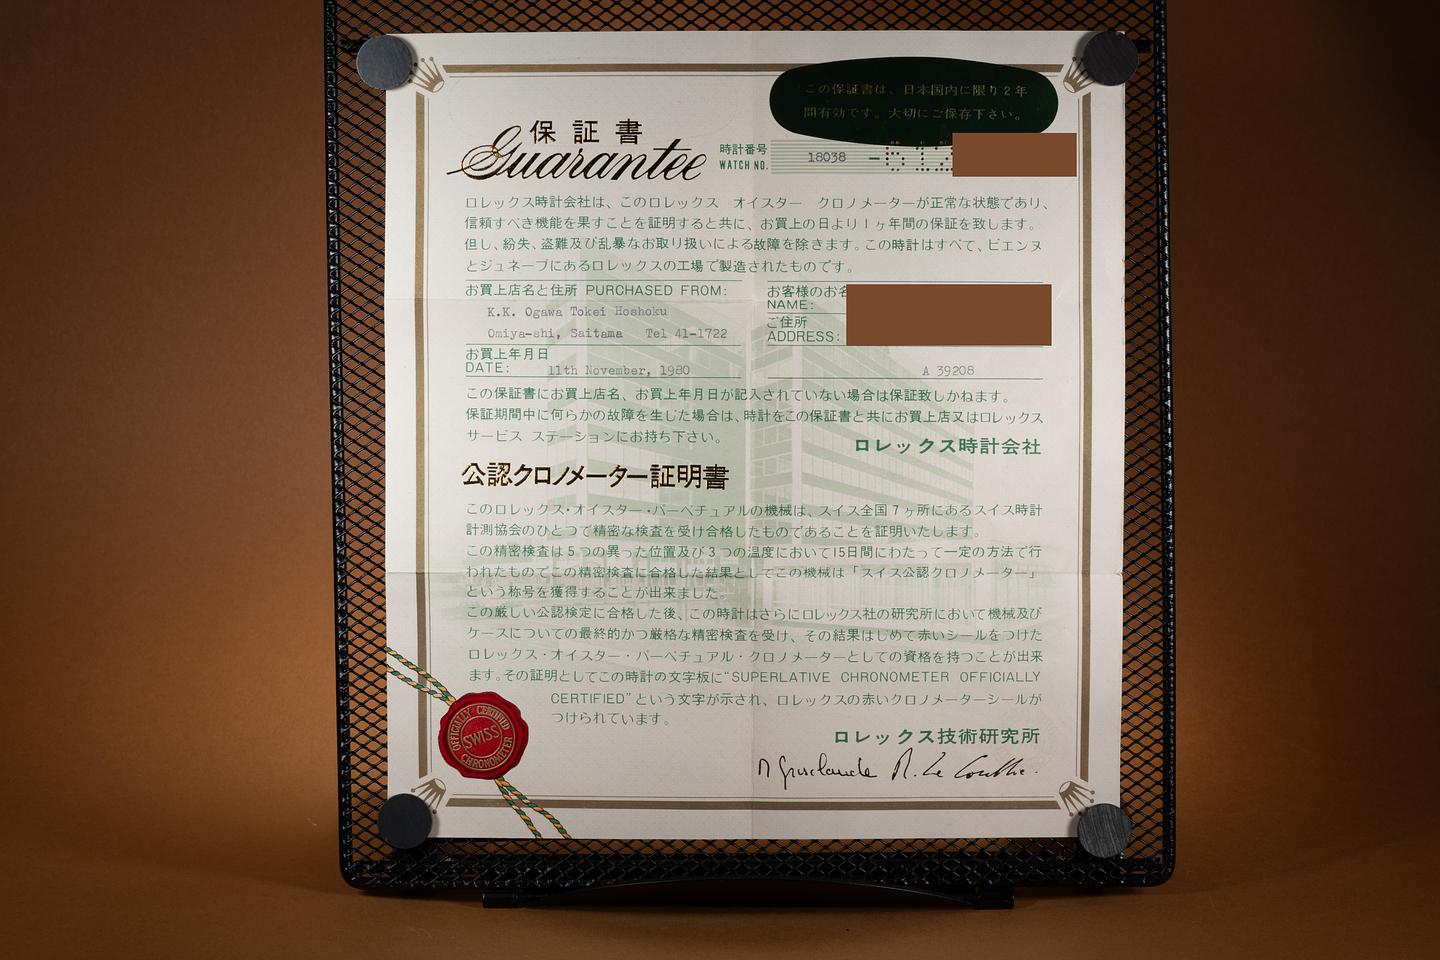 この保証書は、日本国内に限り2年
間有効です。大切にご保存下さい。
保証書
Guarantee
時計番号
WATCH NO.
18038 -
ロレックス時計会社は、このロレックス オイスター クロノメーターが正常な状態であり、
信頼すべき機能を果すことを証明すると共に、お買上の日より1ヶ年間の保証を致します。
但し、紛失、盗難及び乱暴なお取り扱いによる故障を除きます。この時計はすべて、ビエンヌ
とジュネーブにあるロレックスの工場で製造されたものです。
お買上店名と住所 PURCHASED FROM:
K.K. Ogawa Tokei Hoshoku
Omiya-shi, Saitama Tel 41-1722
お客様のお名
NAME:
ご住所
ADDRESS:
お買上年月日
DATE: 11th November, 1980
A 39208
この保証書にお買上店名、お買上年月日が記入されていない場合は保証致しかねます。
保証期間中に何らかの故障を生じた場合は、時計をこの保証書と共にお買上店又はロレックス
サービス ステーションにお持ち下さい。
ロレックス時計会社
公認クロノメーター証明書
このロレックス・オイスター・パーペチュアルの機械は、スイス全国7ヶ所にあるスイス時計
計測協会のひとつで精密な検査を受け合格したものであることを証明いたします。
この精密検査は5つの異った位置及び3つの温度において15日間にわたって一定の方法で行
われたものでこの精密検査に合格した結果としてこの機械は「スイス公認クロノメーター」
という称号を獲得することが出来ました。
この厳しい公認検定に合格した後、この時計はさらにロレックス社の研究所において機械及び
ケースについての最終的かつ厳格な精密検査を受け、その結果はじめて赤いシールをつけた
ロレックス・オイスター・パーペチュアル・クロノメーターとしての資格を持つことが出来
ます。その証明としてこの時計の文字板に"SUPERLATIVE CHRONOMETER OFFICIALLY
CERTIFIED"という文字が示され、ロレックスの赤いクロノメーターシールが
つけられています。
ロレックス技術研究所
OFFICIALLY CERTIFIED
SWISS
CHRONOMETER